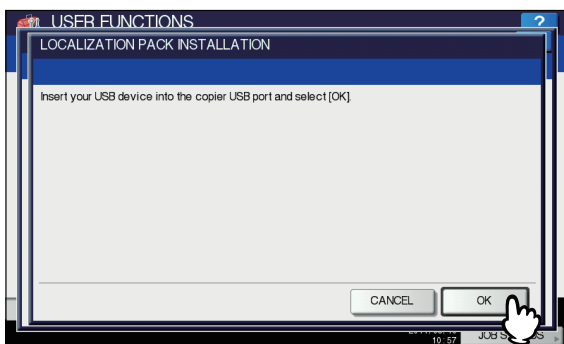 USER FUNCTIONS
?
LOCALIZATION PACK INSTALLATION
Insert your USB device into the copier USB port and select [OK].
CANCEL
OK
10:57